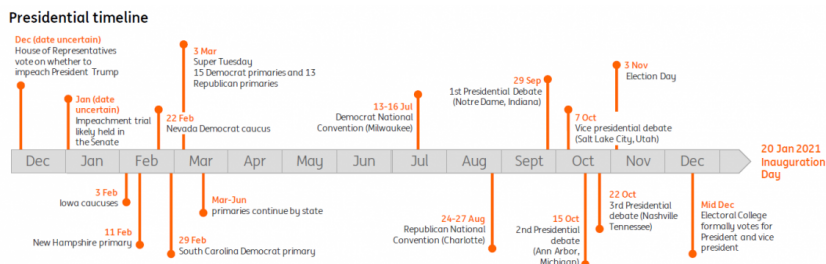 Presidential timeline
Dec (date uncertain)
House of Representatives
vote on whether to
impeach President Trump
Jan (date
uncertain)
Impeachment trial
likely held in
the Senate
22 Feb
Nevada Democrat caucus
3 Mar
Super Tuesday
15 Democrat primaries and 13
Republican primaries
13-16 Jul
Democrat National
Convention (Milwaukee)
29 Sep
1st Presidential Debate
(Notre Dame, Indiana)
7 Oct
Vice presidential debate
(Salt Lake City, Utah)
3 Nov
Election Day
Dec Jan Feb Mar Apr May Jun Jul Aug Sept Oct Nov Dec
20 Jan 2021
Inauguration
Day
3 Feb
Iowa caucuses
11 Feb
New Hampshire primary
29 Feb
South Carolina Democrat primary
Mar-Jun
primaries continue by state
24-27 Aug
Republican National
Convention (Charlotte)
15 Oct
2nd Presidential
debate
(Ann Arbor,
Michigan)
22 Oct
3rd Presidential
debate (Nashville
Tennessee)
Mid Dec
Electoral College
formally votes for
President and vice
president